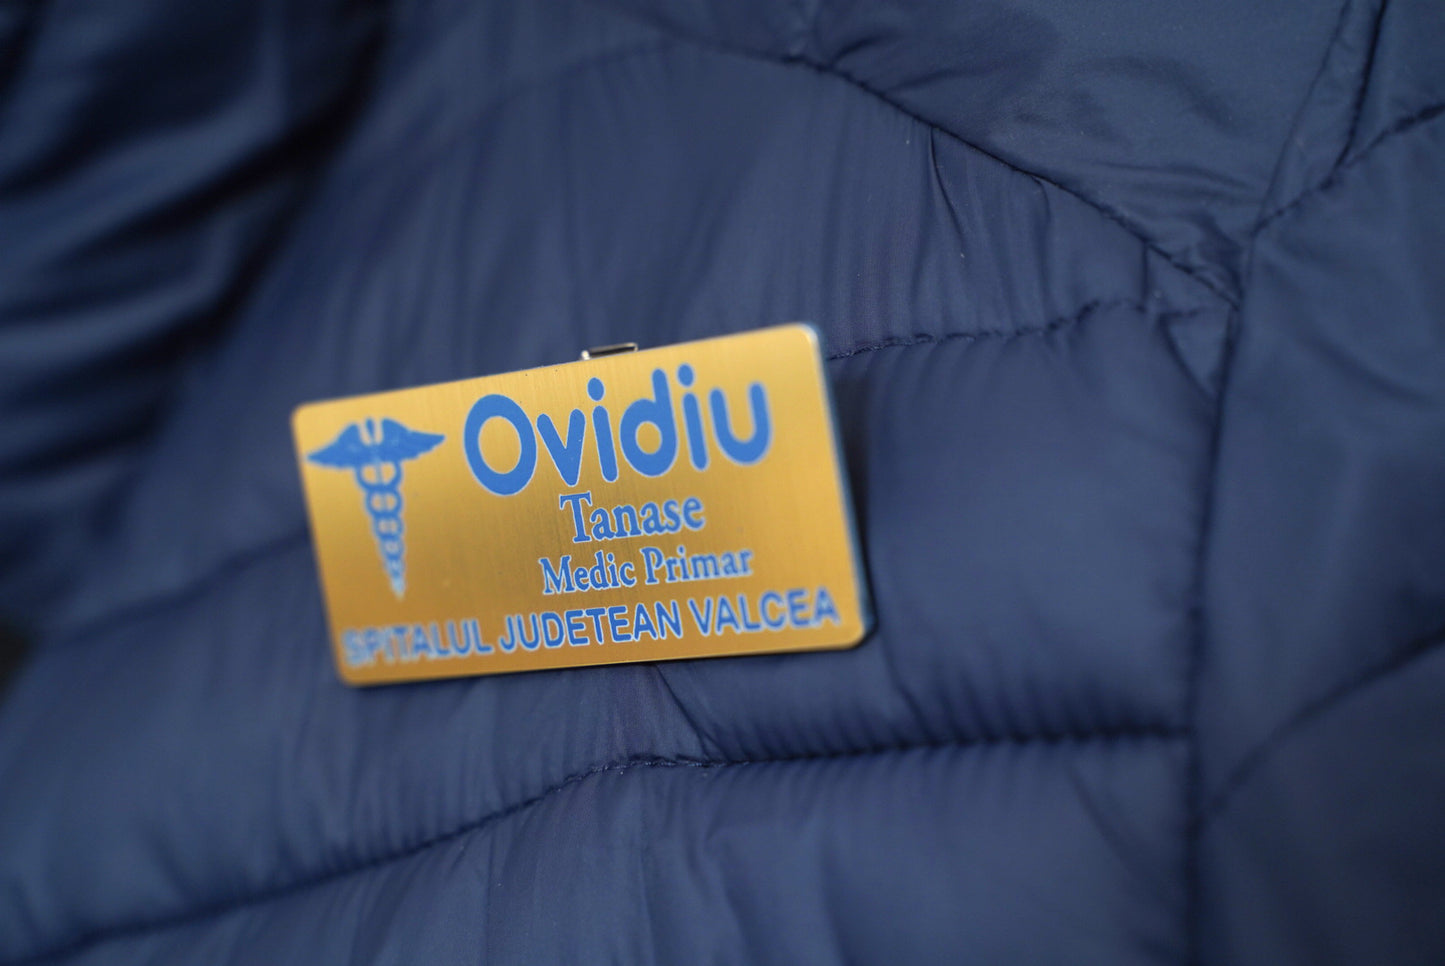 Ovidiu
Tanase
Medic Primar
SPITALUL JUDETEAN VALCEA